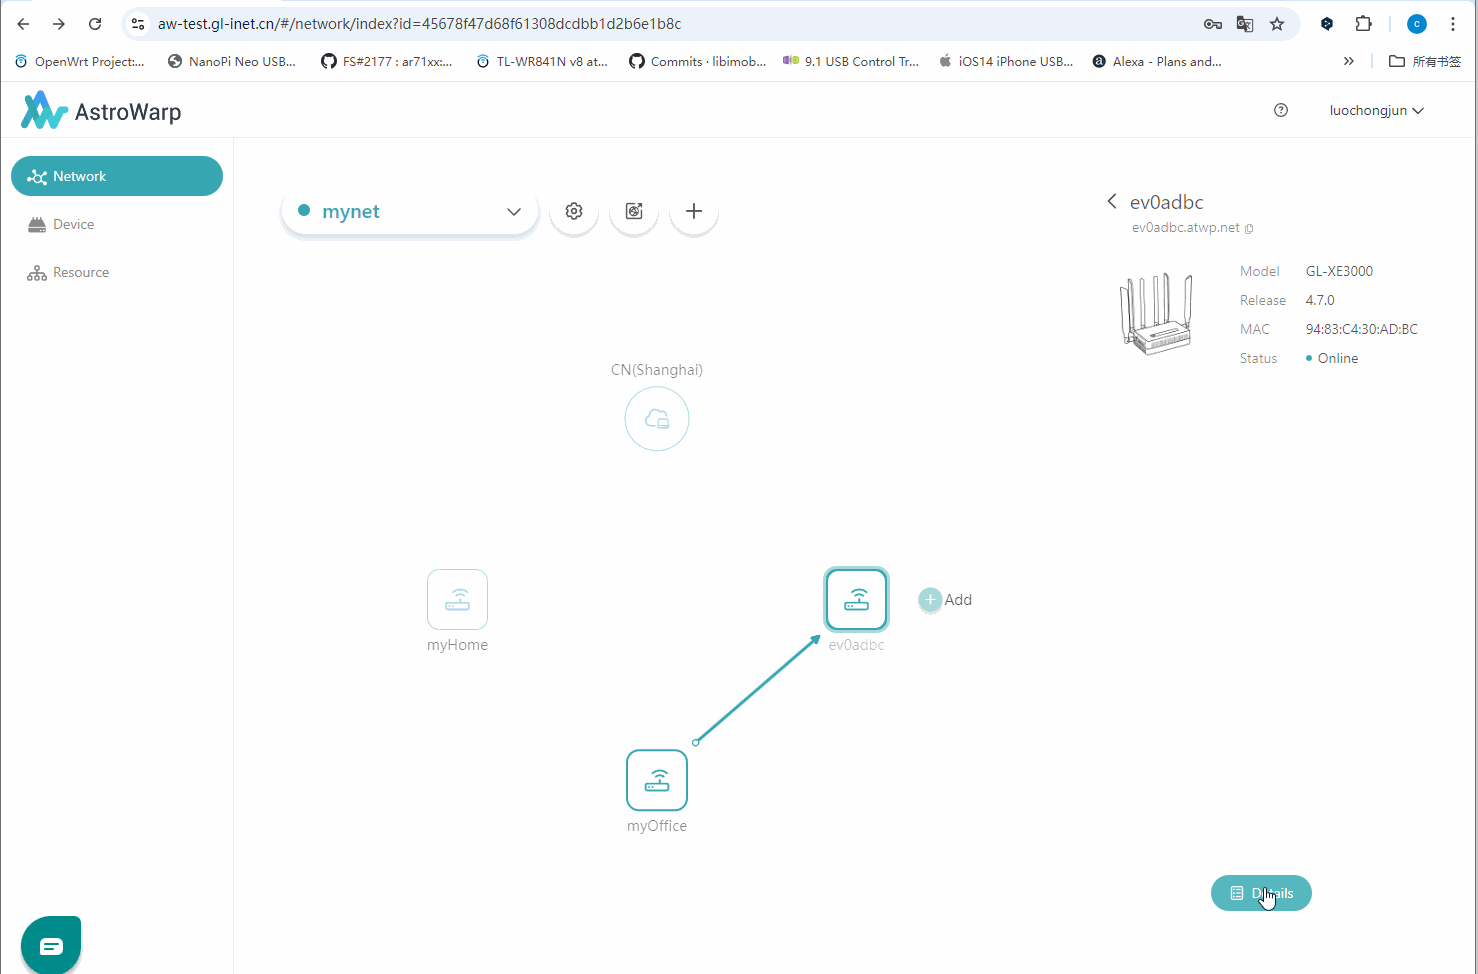 aw-test.gl-inet.cn/#/network/index?id=45678f47d68f61308dcdbb1d2b6e1b8c
c
OpenWrt Project:...
NanoPi Neo USB...
FS#2177 : ar71xx:...
TL-WR841N v8 at...
Commits · libimob...
9.1 USB Control Tr...
iOS14 iPhone USB...
Alexa - Plans and...
所有书签
AstroWarp
luochongjun
Network
Device
Resource
mynet
ev0adbc
ev0adbc.atwp.net
Model GL-XE3000
Release 4.7.0
MAC 94:83:C4:30:AD:BC
Status Online
CN(Shanghai)
Add
myHome
ev0adbc
myOffice